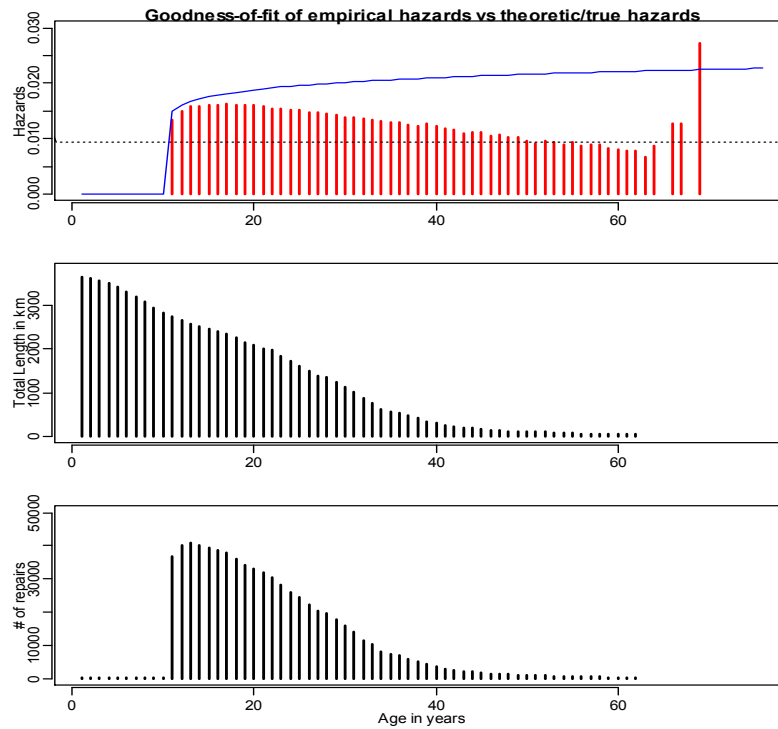 Goodness-of-fit of empirical hazards vs theoretic/true hazards
Hazards
0.000 0.010 0.020 0.030
0 20 40 60
Total Length in km
0 1000 2000 3000
0 20 40 60
# of repairs
0 10000 30000 50000
0 20 40 60
Age in years